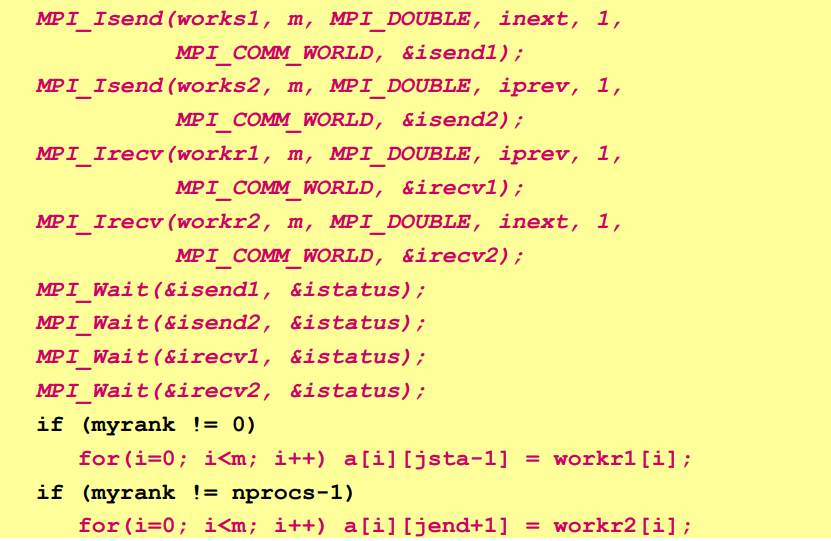 MPI_Isend(works1, m, MPI_DOUBLE, inext, 1,
MPI_COMM_WORLD, &isend1);
MPI_Isend(works2, m, MPI_DOUBLE, iprev, 1,
MPI_COMM_WORLD, &isend2);
MPI_Irecv(workr1, m, MPI_DOUBLE, iprev, 1,
MPI_COMM_WORLD, &irecv1);
MPI_Irecv(workr2, m, MPI_DOUBLE, inext, 1,
MPI_COMM_WORLD, &irecv2);
MPI_Wait(&isend1, &istatus);
MPI_Wait(&isend2, &istatus);
MPI_Wait(&irecv1, &istatus);
MPI_Wait(&irecv2, &istatus);
if (myrank != 0)
for(i=0; i<m; i++) a[i][jsta-1] = workr1[i];
if (myrank != nprocs-1)
for(i=0; i<m; i++) a[i][jend+1] = workr2[i];